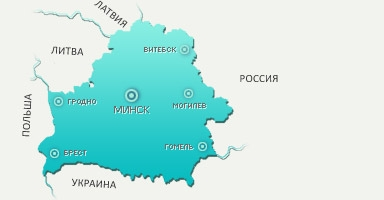 ЛАТВИЯ
ЛИТВА
ВИТЕБСК
РОССИЯ
ПОЛЬША
ГРОДНО
МИНСК
МОГИЛЕВ
БРЕСТ
ГОМЕЛЬ
УКРАИНА